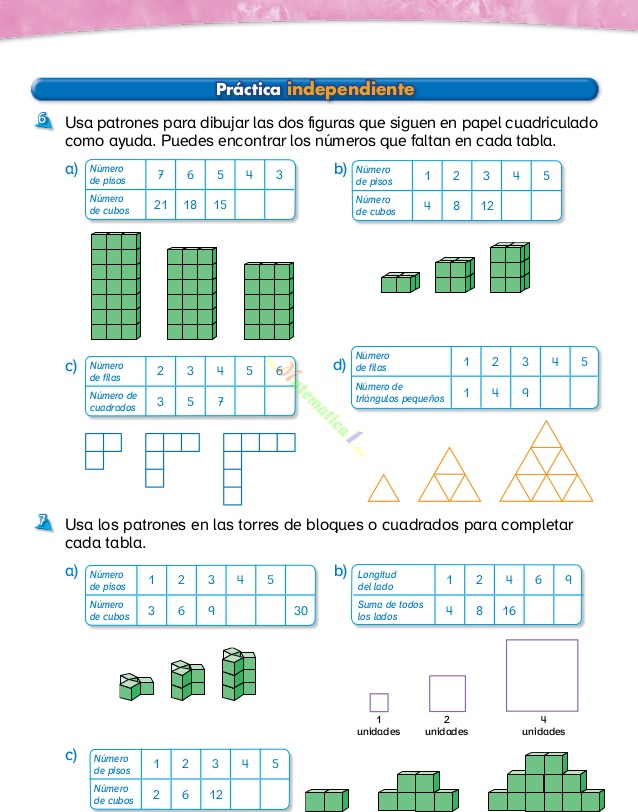 Práctica independiente
6 Usa patrones para dibujar las dos figuras que siguen en papel cuadriculado
como ayuda. Puedes encontrar los números que faltan en cada tabla.
a) Número de pisos 7 6 5 4 3
Número de cubos 21 18 15
b) Número de pisos 1 2 3 4 5
Número de cubos 4 8 12
c) Número de filas 2 3 4 5 6
Número de cuadrados 3 5 7
d) Número de filas 1 2 3 4 5
Número de triángulos pequeños 1 4 9
Matematica1
7 Usa los patrones en las torres de bloques o cuadrados para completar
cada tabla.
a) Número de pisos 1 2 3 4 5
Número de cubos 3 6 9 30
b) Longitud del lado 1 2 4 6 9
Suma de todos los lados 4 8 16
1 unidades
2 unidades
4 unidades
c) Número de pisos 1 2 3 4 5
Número de cubos 2 6 12